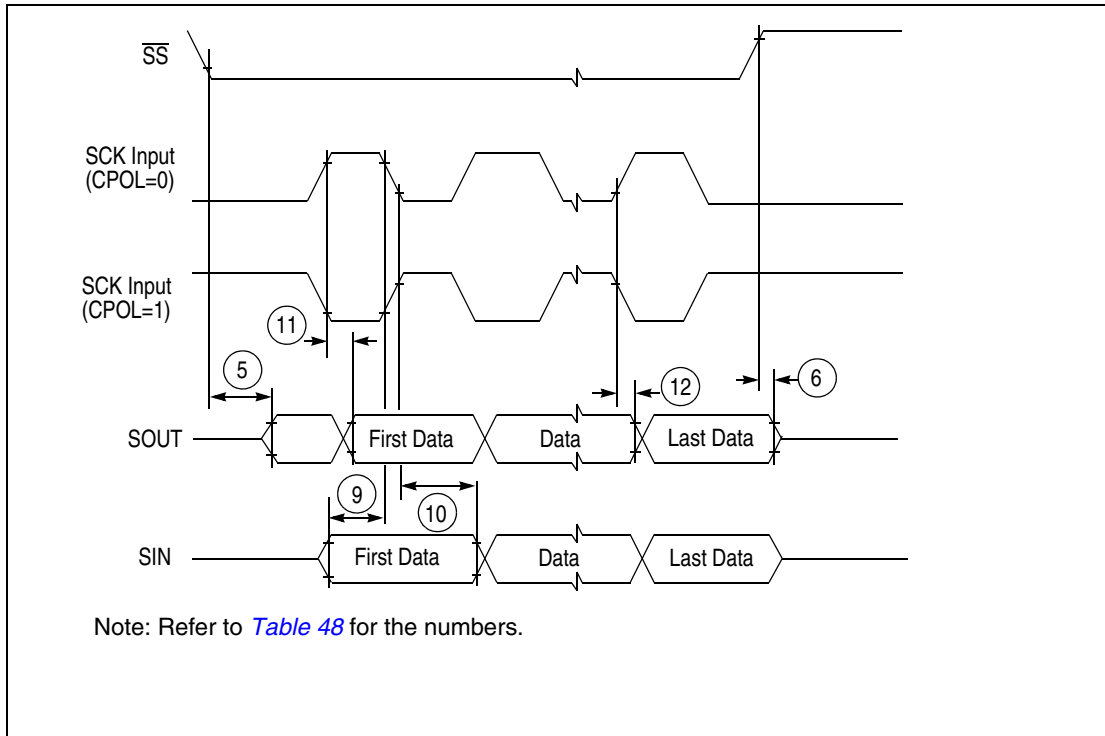 SS
SCK Input
(CPOL=0)
SCK Input
(CPOL=1)
11
5
12
6
SOUT
First Data
Data
Last Data
9
10
SIN
First Data
Data
Last Data
Note: Refer to Table 48 for the numbers.